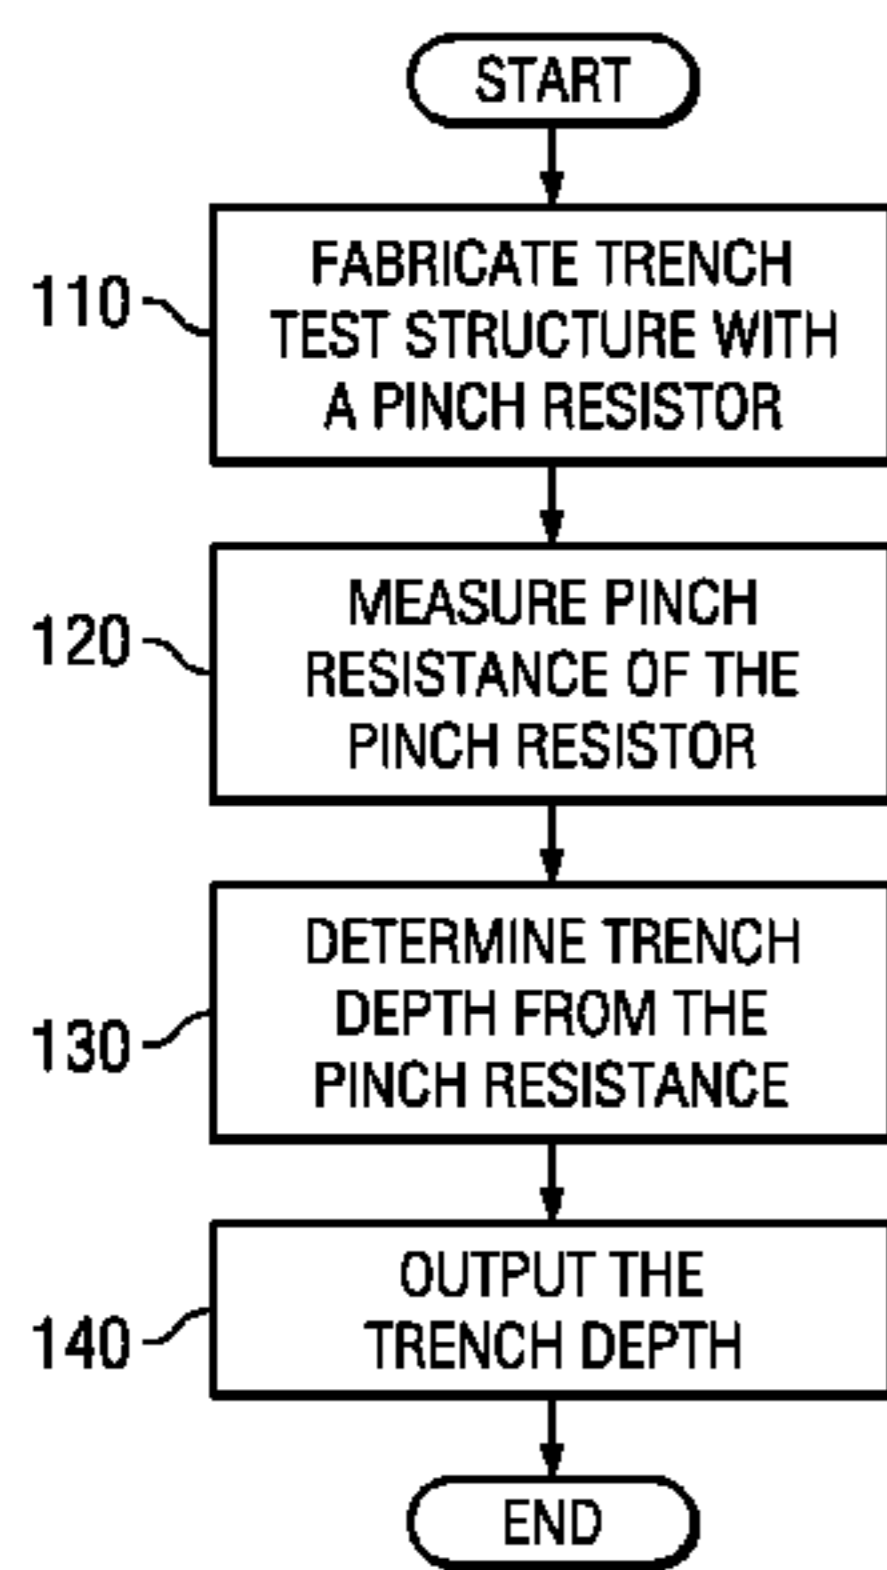 START
110
FABRICATE TRENCH
TEST STRUCTURE WITH
A PINCH RESISTOR
120
MEASURE PINCH
RESISTANCE OF THE
PINCH RESISTOR
130
DETERMINE TRENCH
DEPTH FROM THE
PINCH RESISTANCE
140
OUTPUT THE
TRENCH DEPTH
END